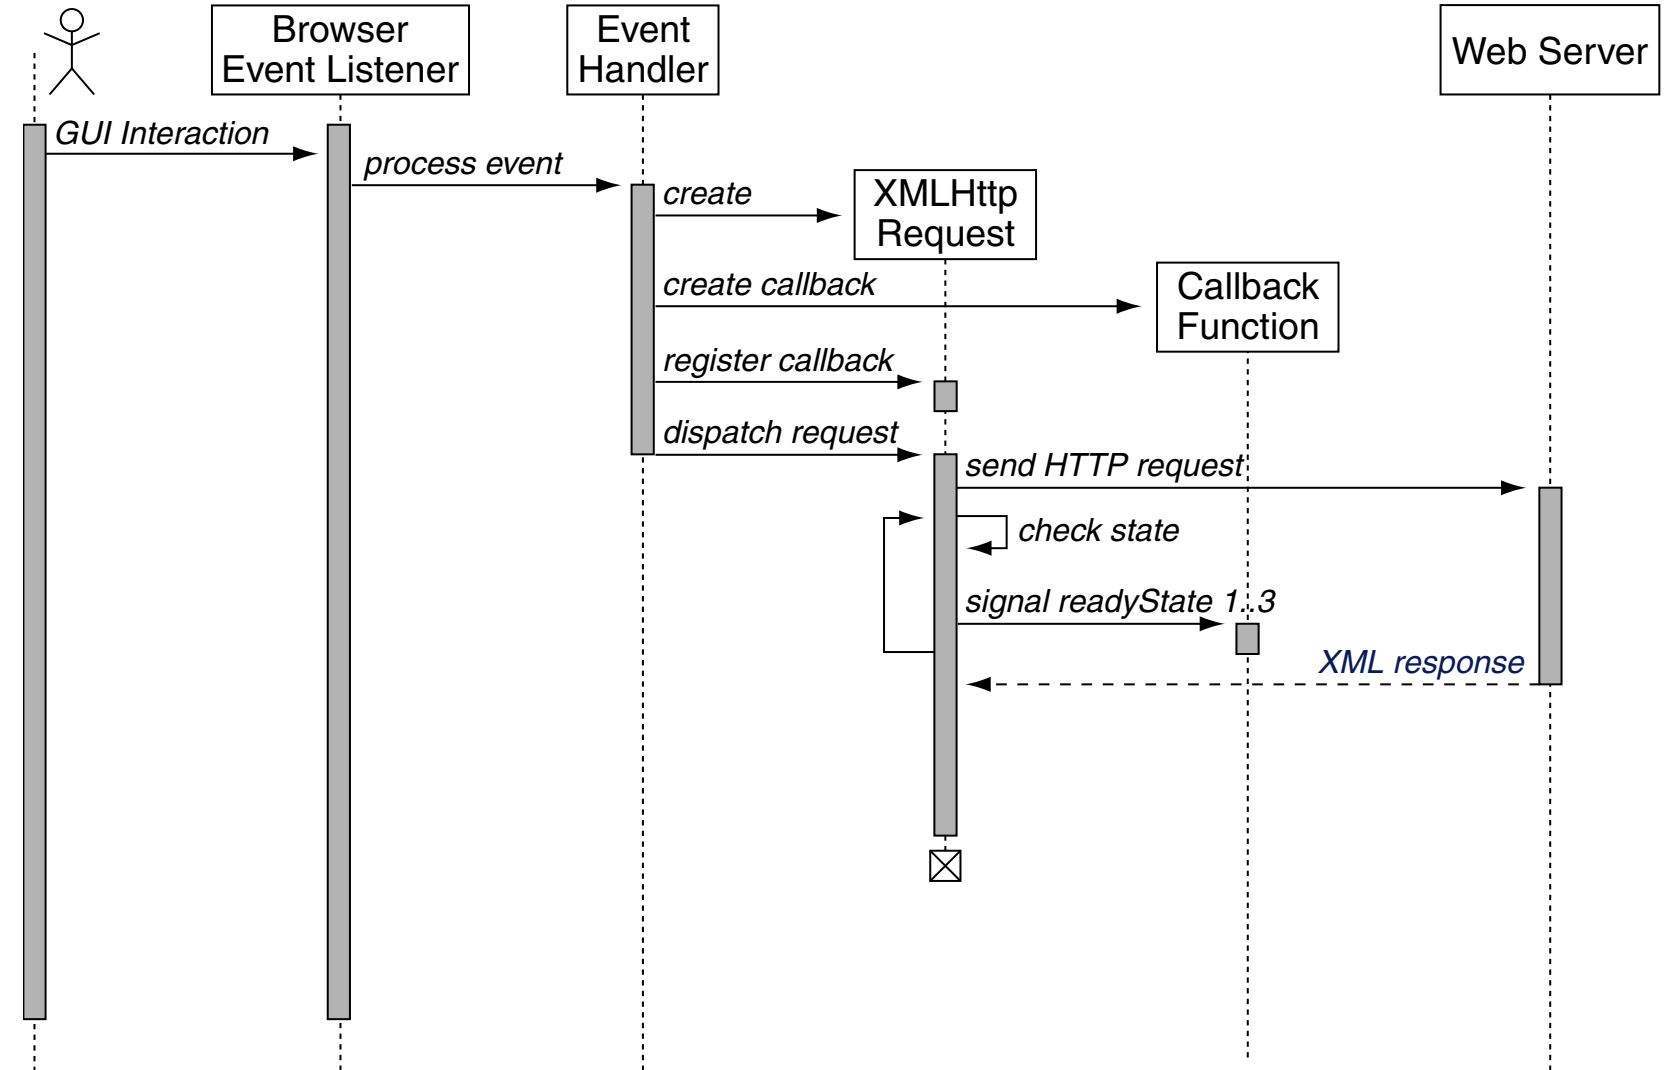 Browser
Event Listener
Event
Handler
Web Server
GUI Interaction
process event
create
XMLHttp
Request
create callback
Callback
Function
register callback
dispatch request
send HTTP request
check state
signal readyState 1..3
XML response